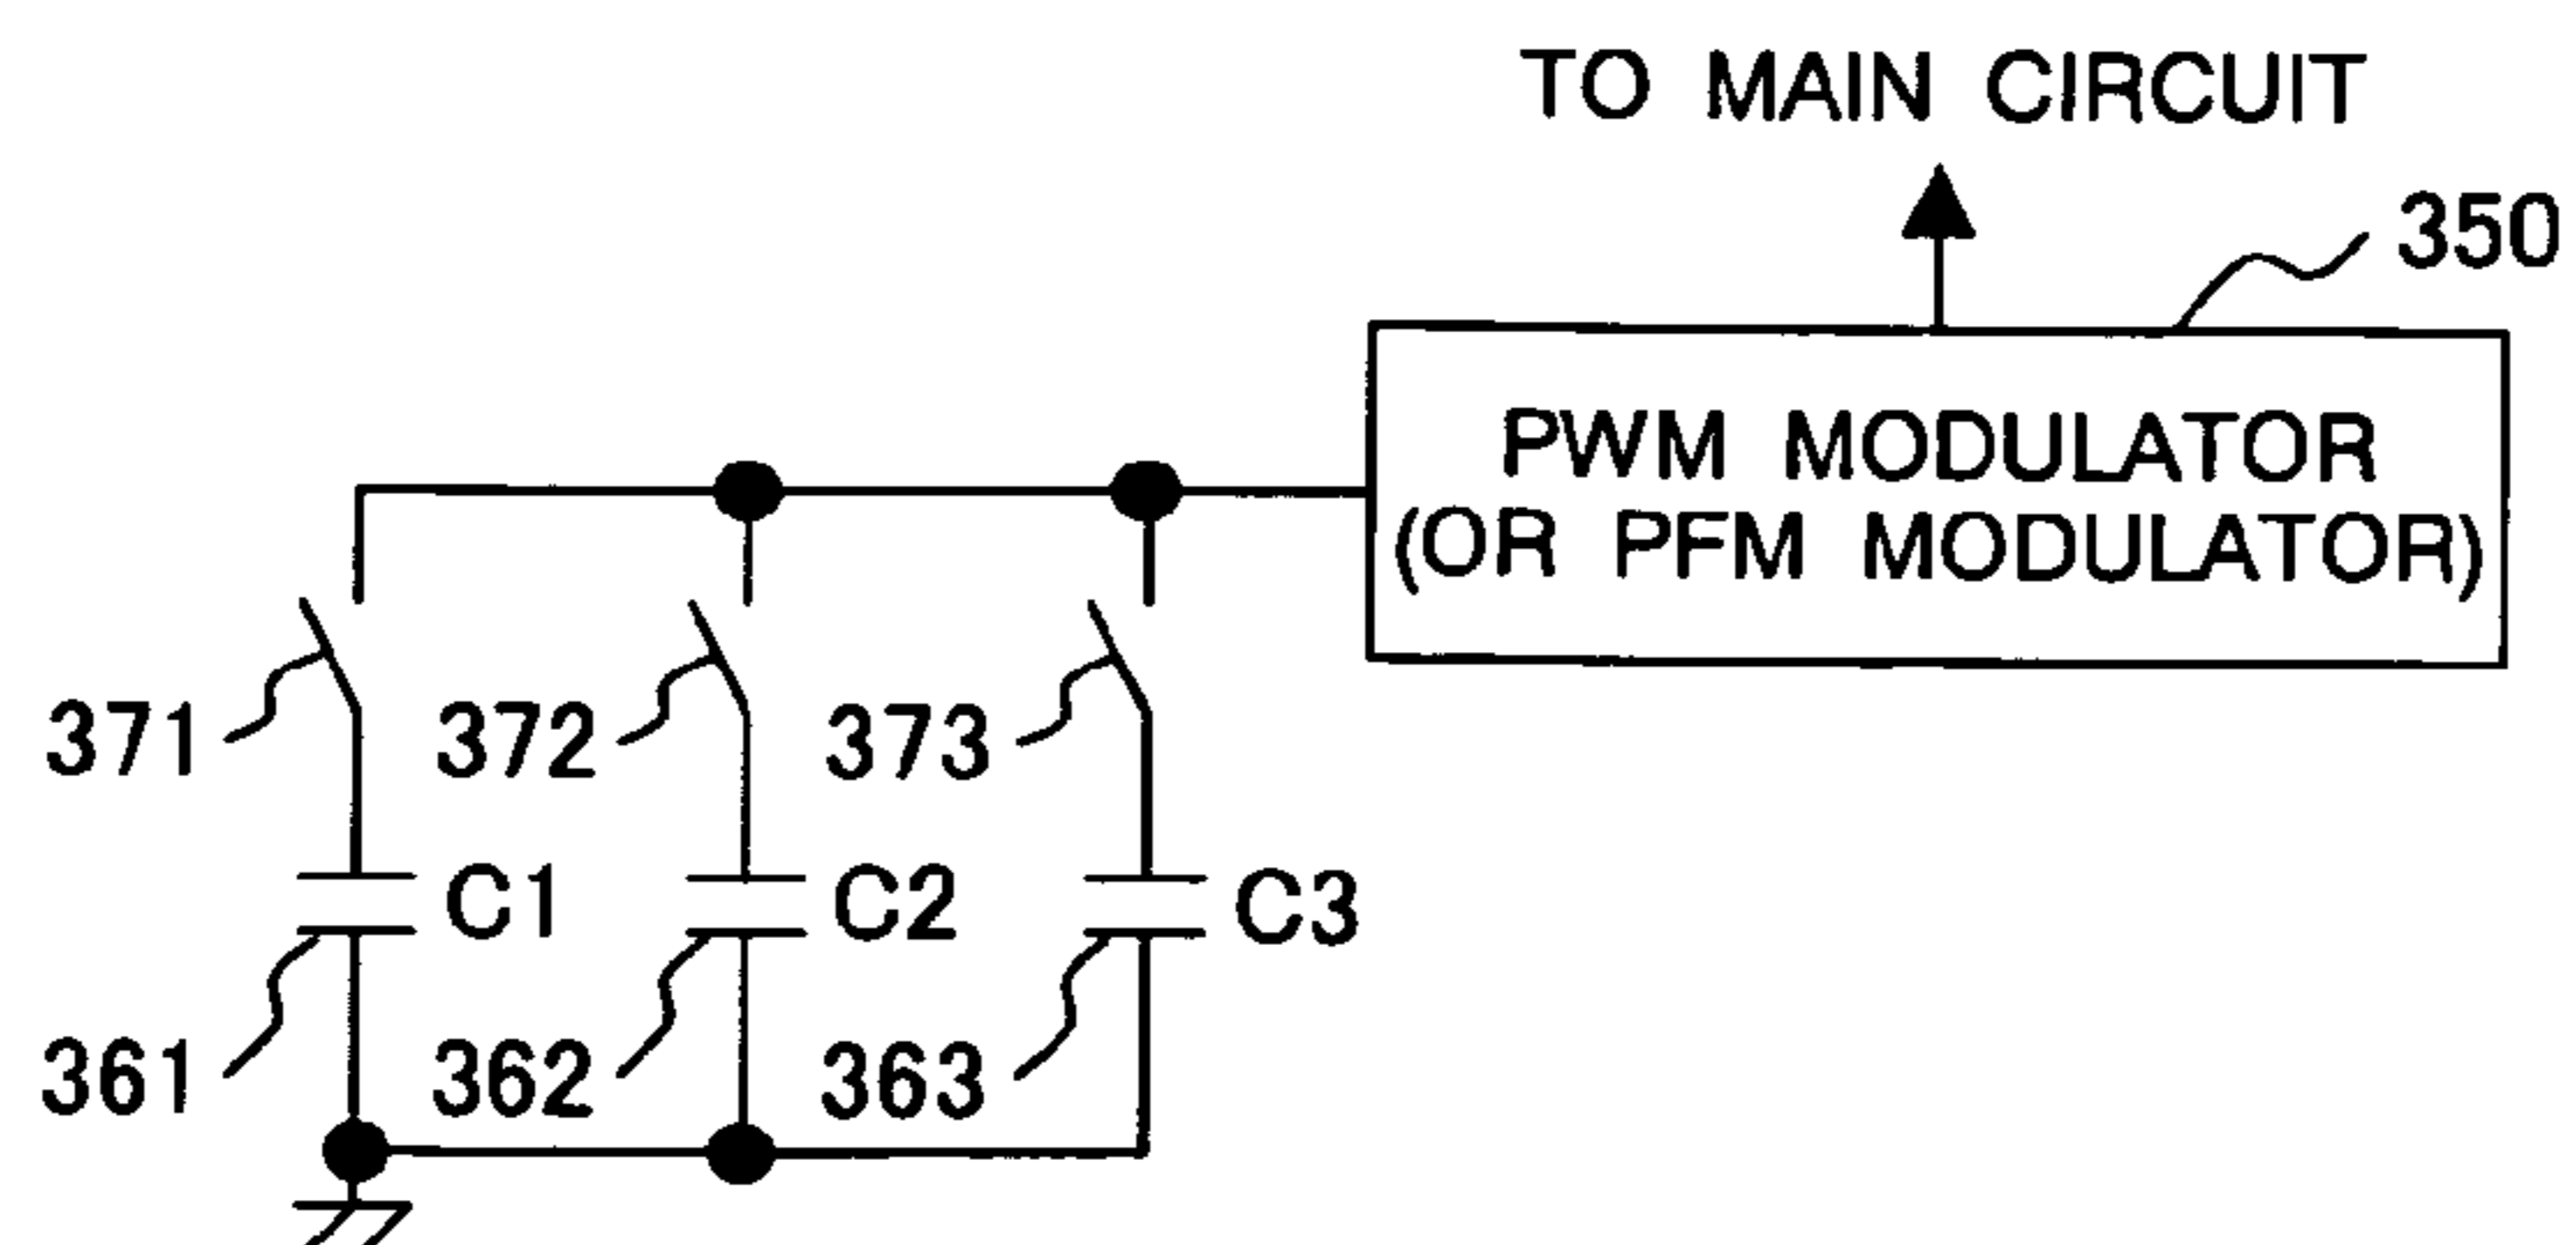 TO MAIN CIRCUIT
350
PWM MODULATOR
(OR PFM MODULATOR)
371
372
373
C1
C2
C3
361
362
363